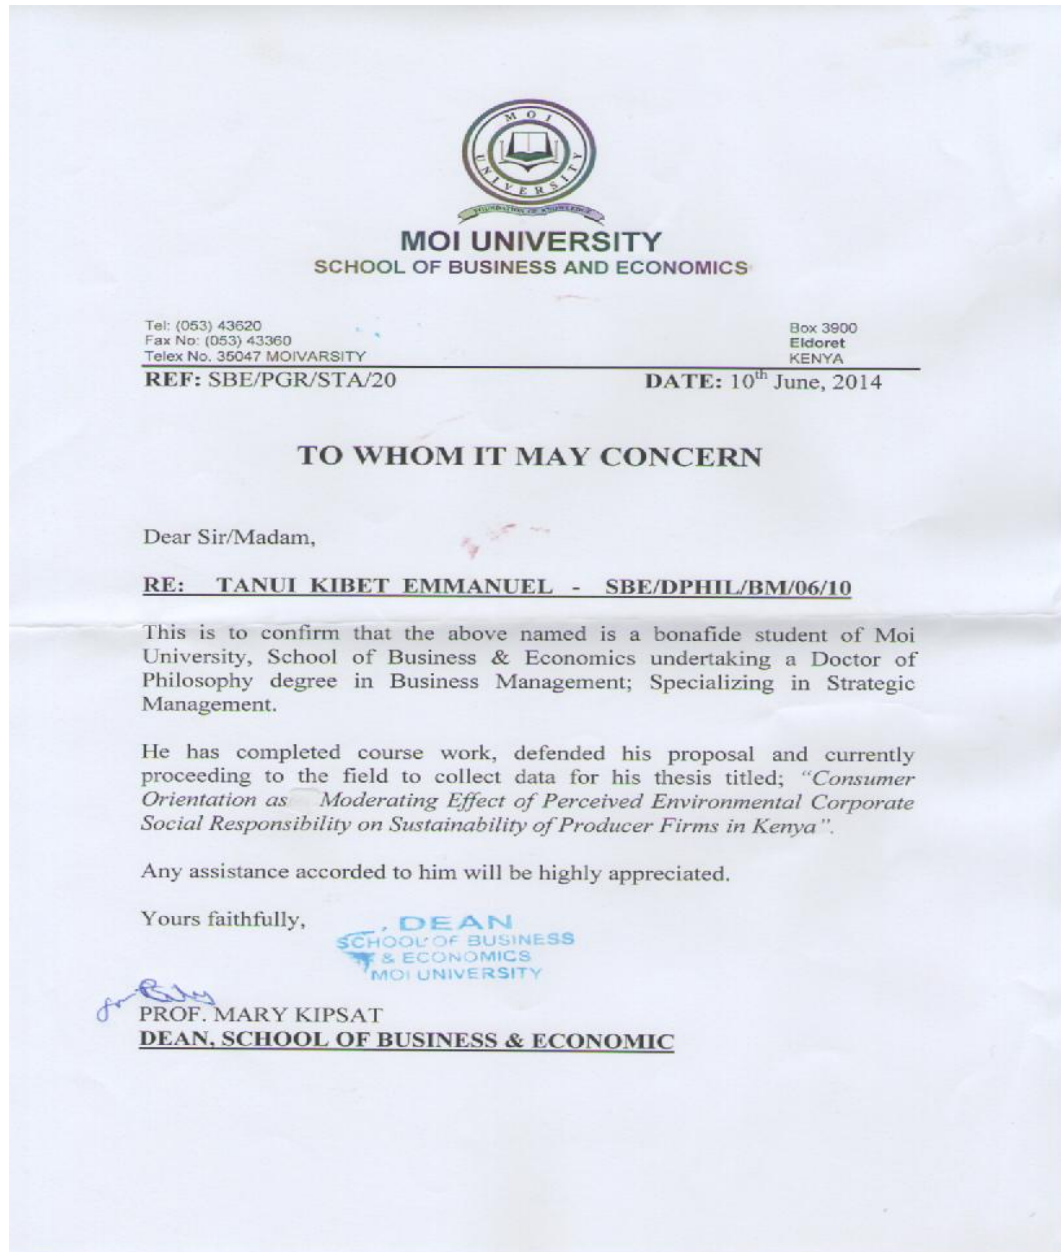 MOI
UNIVERSITY
FOUNDATION OF KNOWLEDGE
MOI UNIVERSITY
SCHOOL OF BUSINESS AND ECONOMICS
Tel: (053) 43620
Fax No: (053) 43360
Telex No. 35047 MOIVARSITY
Box 3900
Eldoret
KENYA
REF: SBE/PGR/STA/20 DATE: 10th June, 2014
TO WHOM IT MAY CONCERN
Dear Sir/Madam,
RE: TANUI KIBET EMMANUEL - SBE/DPHIL/BM/06/10
This is to confirm that the above named is a bonafide student of Moi
University, School of Business & Economics undertaking a Doctor of
Philosophy degree in Business Management; Specializing in Strategic
Management.
He has completed course work, defended his proposal and currently
proceeding to the field to collect data for his thesis titled; “Consumer
Orientation as Moderating Effect of Perceived Environmental Corporate
Social Responsibility on Sustainability of Producer Firms in Kenya”.
Any assistance accorded to him will be highly appreciated.
Yours faithfully,
DEAN
SCHOOL OF BUSINESS
& ECONOMICS
MOI UNIVERSITY
PROF. MARY KIPSAT
DEAN, SCHOOL OF BUSINESS & ECONOMIC